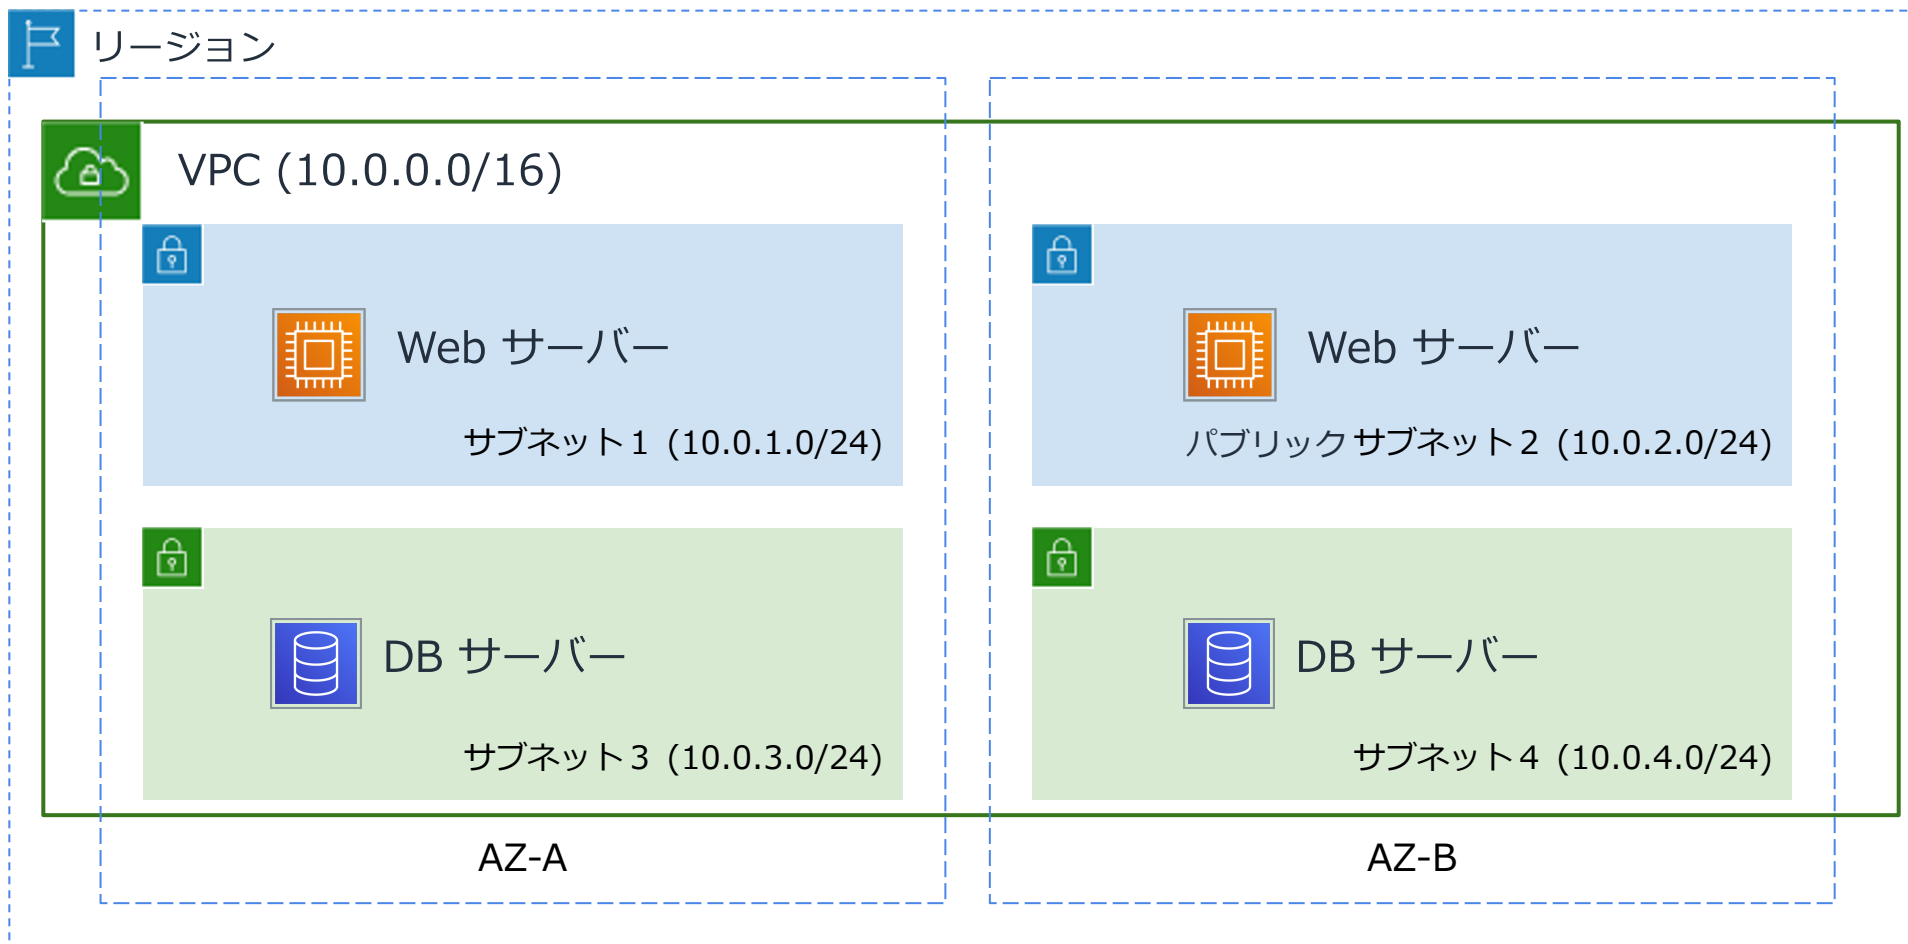 リージョン
VPC (10.0.0.0/16)
Web サーバー
サブネット1 (10.0.1.0/24)
Web サーバー
パブリック サブネット2 (10.0.2.0/24)
DB サーバー
サブネット3 (10.0.3.0/24)
DB サーバー
サブネット4 (10.0.4.0/24)
AZ-A
AZ-B